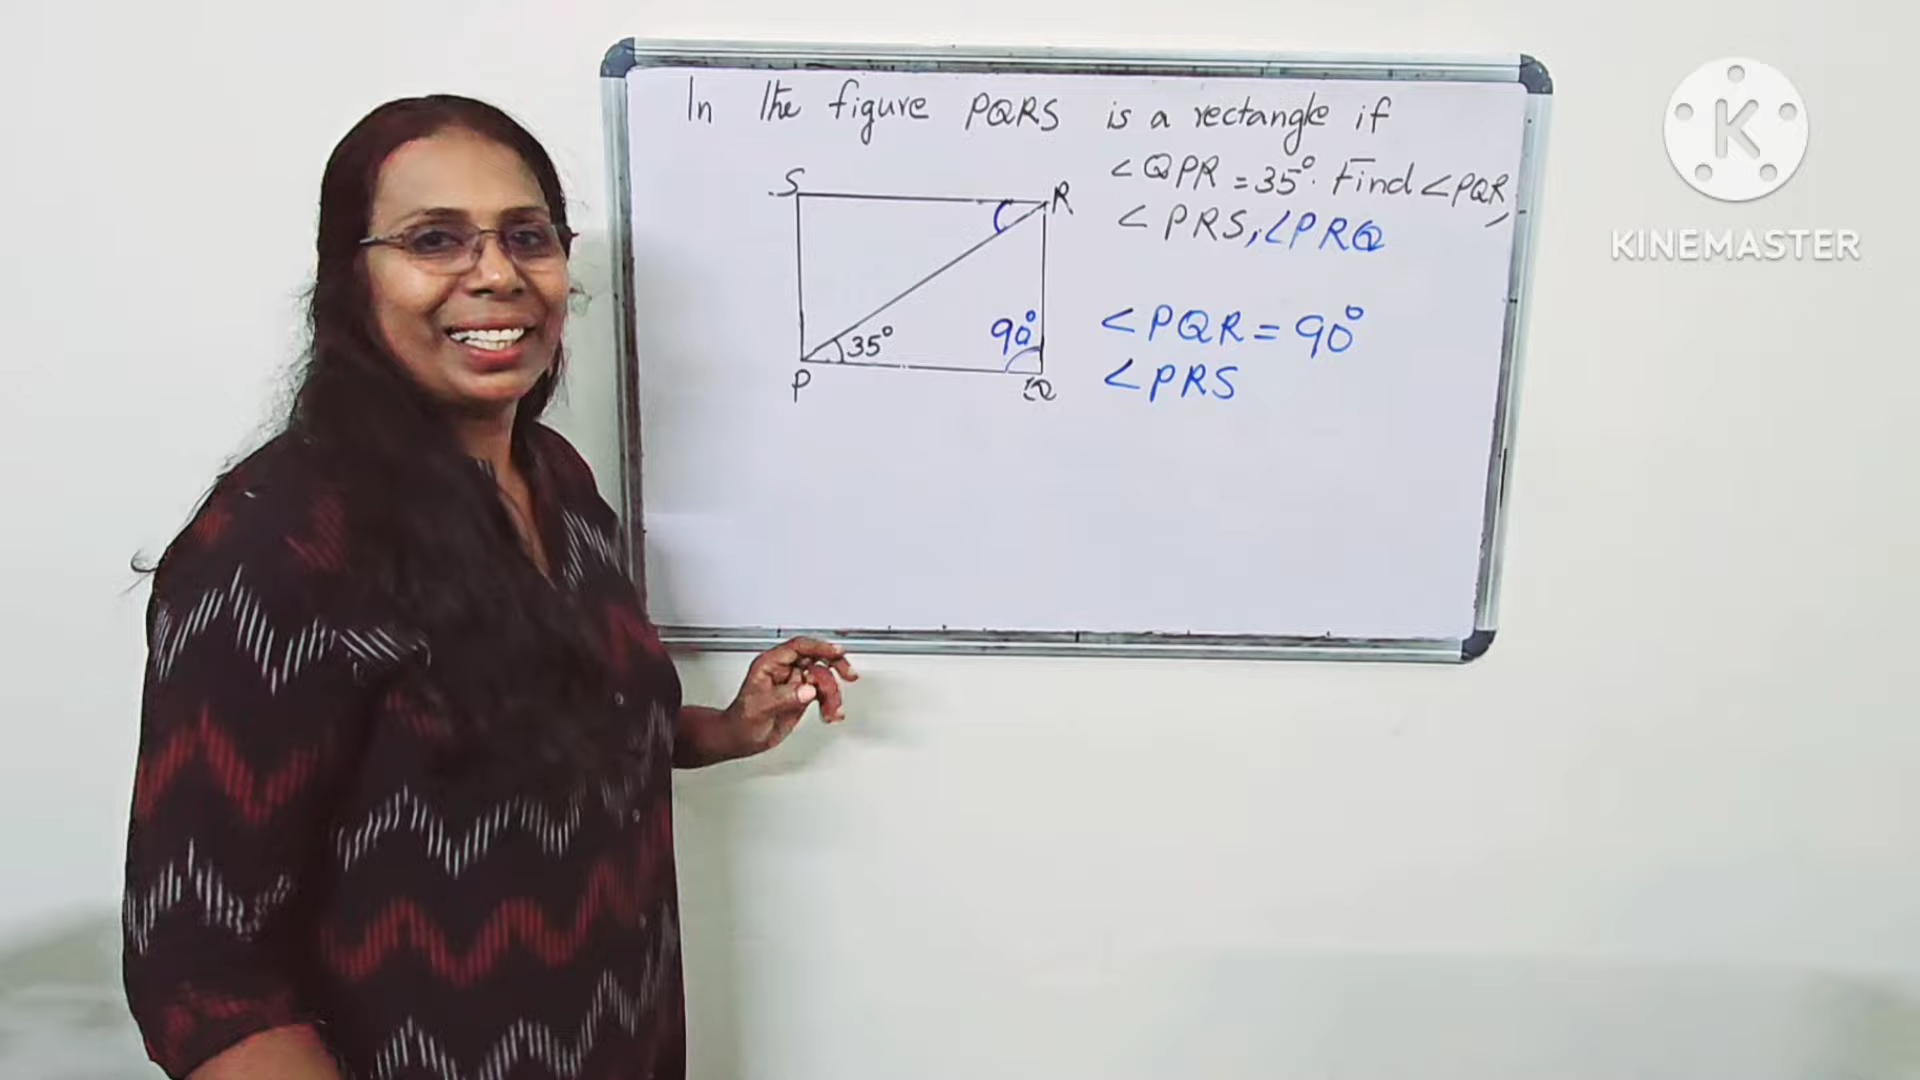 In the figure PQRS is a rectangle if
∠QPR = 35°. Find ∠PQR,
∠PRS, ∠PRQ
S
R
35°
90°
P
Q
∠PQR = 90°
∠PRS
K
KINEMASTER